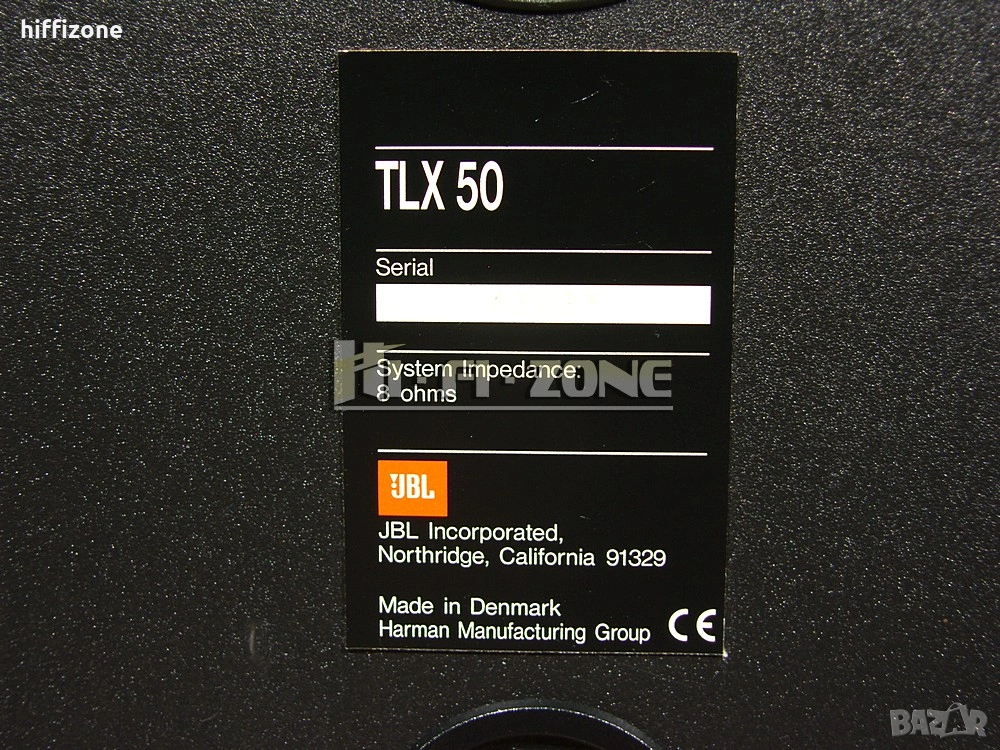 hiffizone
TLX 50
Serial
System Impedance:
8 ohms
Hi-Fi-ZONE
JBL
JBL Incorporated,
Northridge, California 91329
Made in Denmark
Harman Manufacturing Group CE
BAZAR